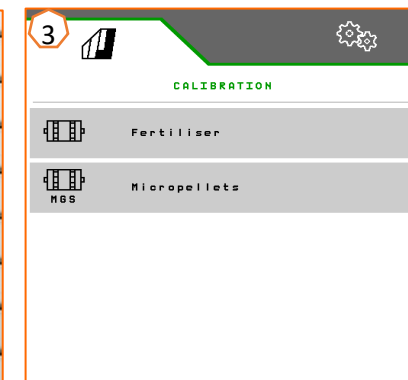 3
CALIBRATION
Fertiliser
Micropellets
MGS